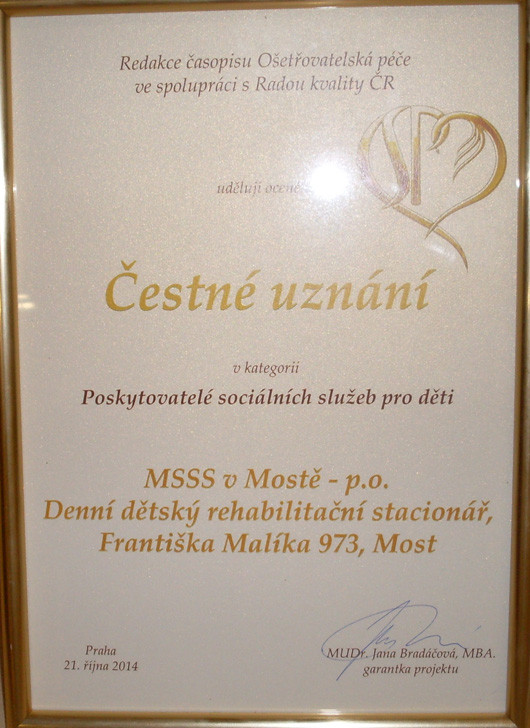 Redakce časopisu Ošetřovatelská péče
ve spolupráci s Radou kvality ČR
udělují
Čestné uznání
v kategorii
Poskytovatelé sociálních služeb pro děti
MSSS v Mostě - p.o.
Denní dětský rehabilitační stacionář,
Františka Malíka 973, Most
Praha
21. října 2014
MUDr. Jana Bradáčová, MBA.
garantka projektu